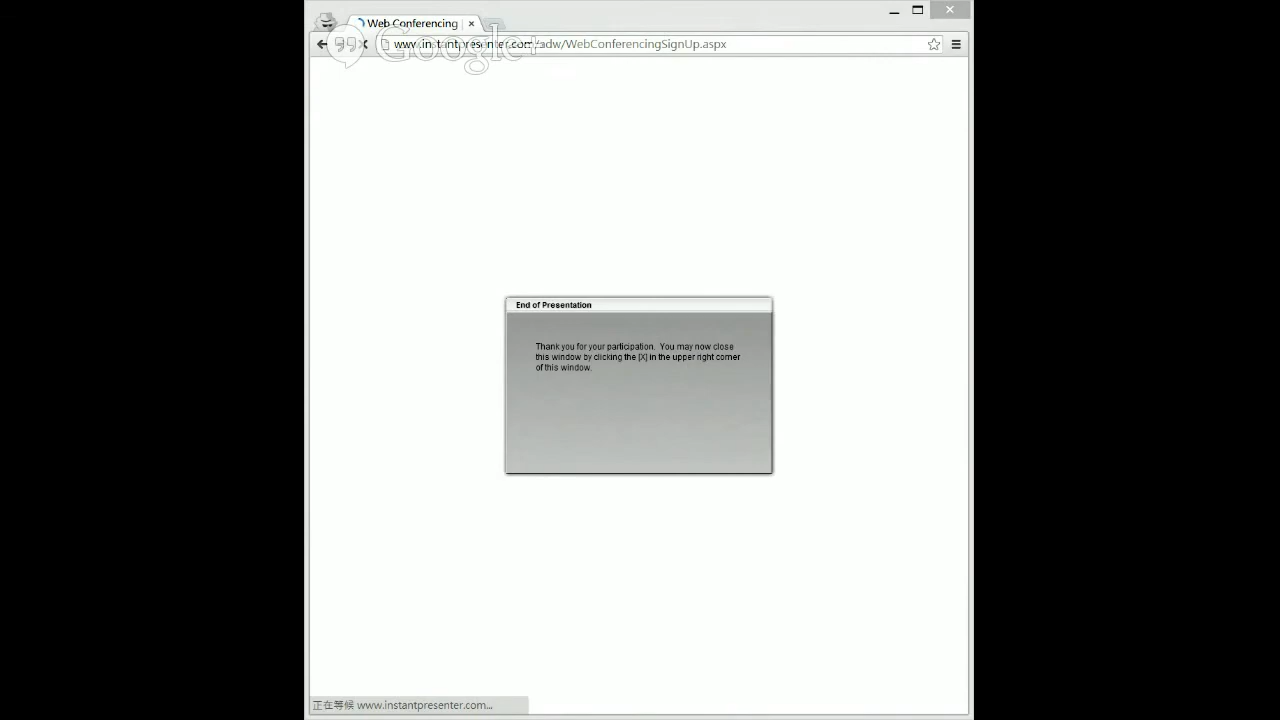 Web Conferencing
www.instantpresenter.com/adw/WebConferencingSignUp.aspx
Google+
End of Presentation
Thank you for your participation. You may now close
this window by clicking the [X] in the upper right corner
of this window.
正在等候 www.instantpresenter.com...